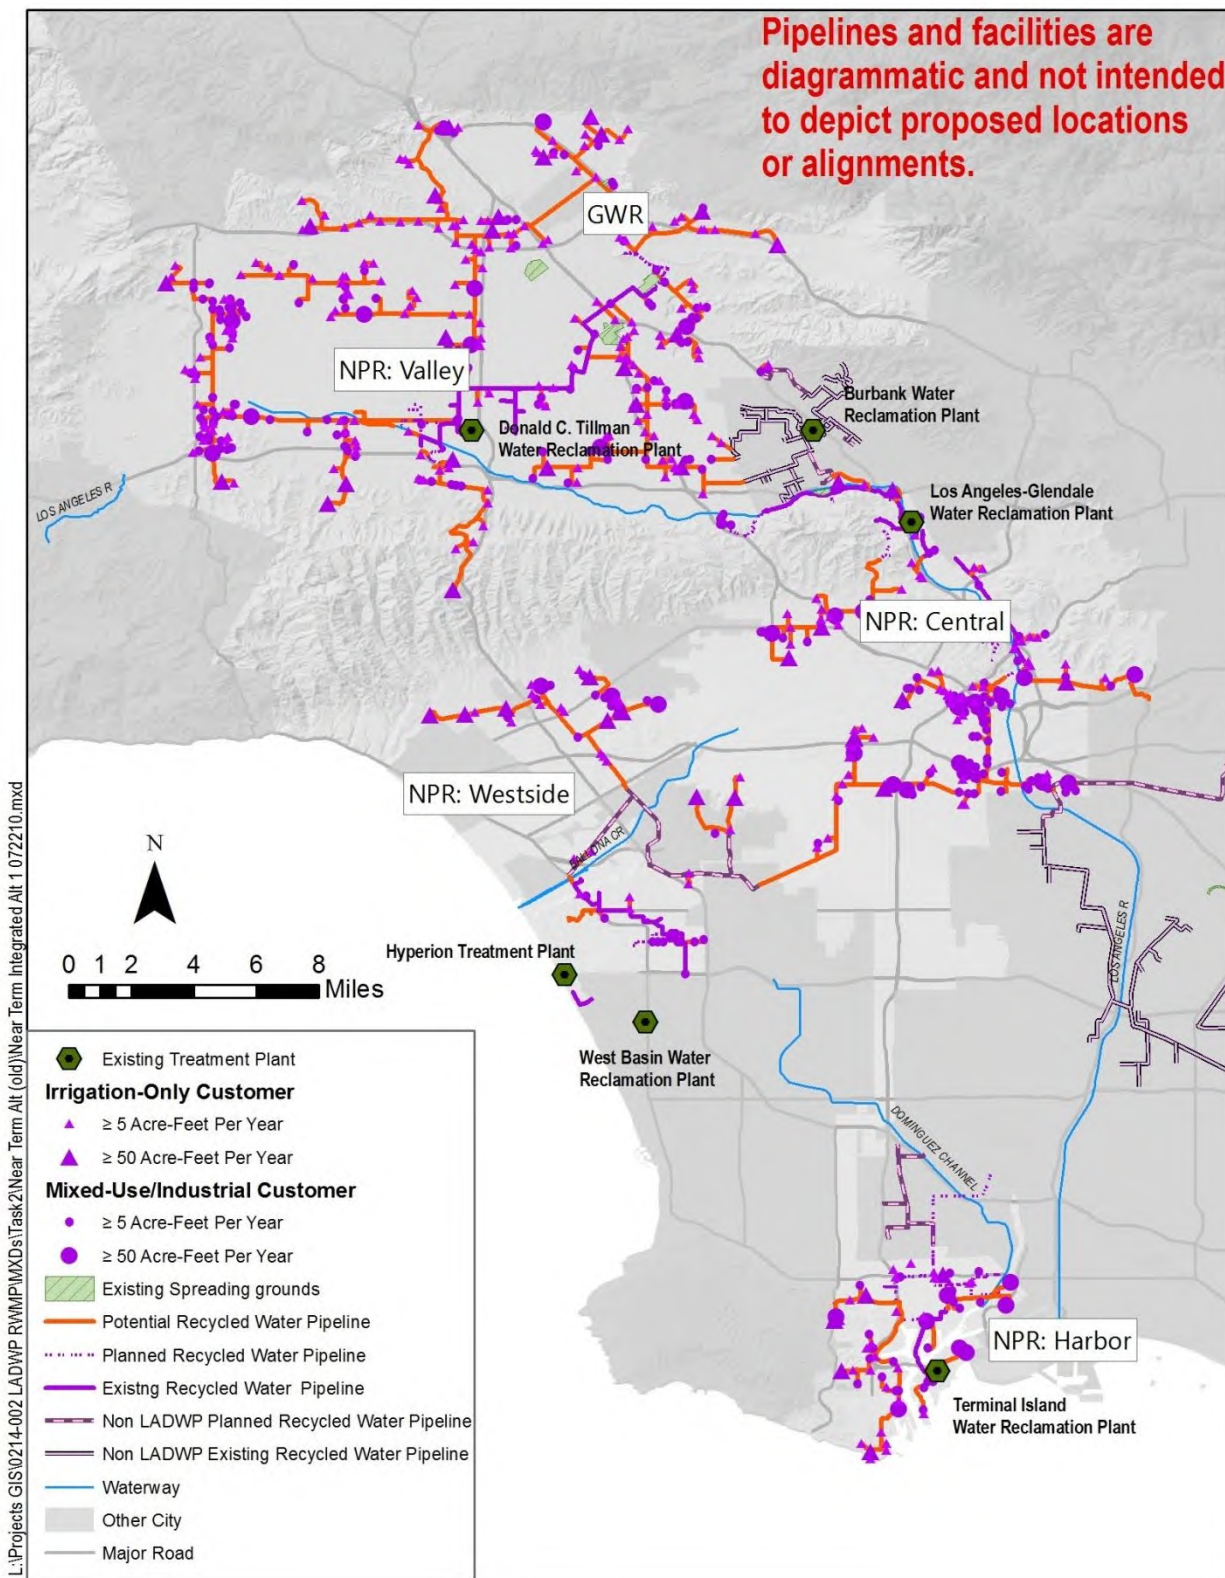 Pipelines and facilities are
diagrammatic and not intended
to depict proposed locations
or alignments.
GWR
NPR: Valley
Burbank Water
Reclamation Plant
Donald C. Tillman
Water Reclamation Plant
LOS ANGELES R
Los Angeles-Glendale
Water Reclamation Plant
NPR: Central
NPR: Westside
BALLONA CR
N
Hyperion Treatment Plant
0 1 2 4 6 8
Miles
West Basin Water
Reclamation Plant
LOS ANGELES R
DOMINGUEZ CHANNEL
NPR: Harbor
Terminal Island
Water Reclamation Plant
Existing Treatment Plant
Irrigation-Only Customer
≥ 5 Acre-Feet Per Year
≥ 50 Acre-Feet Per Year
Mixed-Use/Industrial Customer
≥ 5 Acre-Feet Per Year
≥ 50 Acre-Feet Per Year
Existing Spreading grounds
Potential Recycled Water Pipeline
Planned Recycled Water Pipeline
Existng Recycled Water Pipeline
Non LADWP Planned Recycled Water Pipeline
Non LADWP Existing Recycled Water Pipeline
Waterway
Other City
Major Road
L:\Projects GIS\0214-002 LADWP RWMP\MXDs\Task2\Near Term Alt (old)\Near Term Integrated Alt 1 072210.mxd